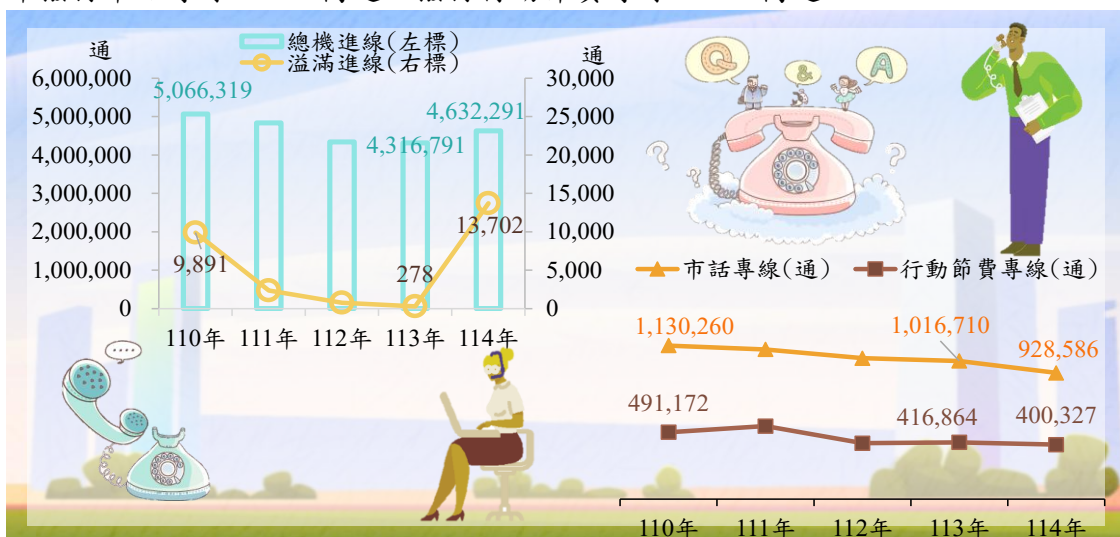 通
總機進線(左標)
溢滿進線(右標)
通
6,000,000
5,000,000
4,000,000
3,000,000
2,000,000
1,000,000
0
5,066,319
4,316,791
4,632,291
9,891
278
13,702
30,000
25,000
20,000
15,000
10,000
5,000
0
110年 111年 112年 113年 114年
Q & A
? ? ?
....
市話專線(通) 行動節費專線(通)
1,130,260 1,016,710 928,586
491,172 416,864 400,327
110年 111年 112年 113年 114年